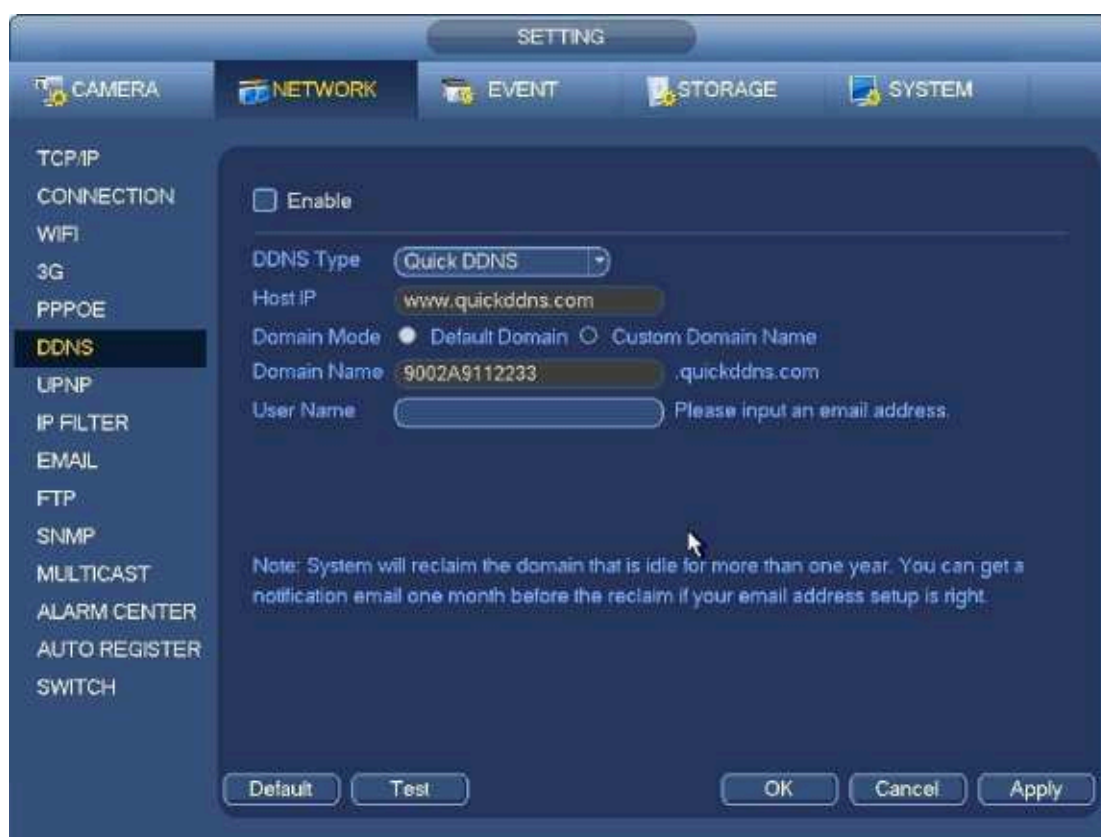 SETTING
CAMERA NETWORK EVENT STORAGE SYSTEM
TCP/IP
CONNECTION
WIFI
3G
PPPOE
DDNS
UPNP
IP FILTER
EMAIL
FTP
SNMP
MULTICAST
ALARM CENTER
AUTO REGISTER
SWITCH
Enable
DDNS Type Quick DDNS
Host IP www.quickddns.com
Domain Mode Default Domain Custom Domain Name
Domain Name 9002A9112233 .quickddns.com
User Name Please input an email address.
Note: System will reclaim the domain that is idle for more than one year. You can get a
notification email one month before the reclaim if your email address setup is right.
Default Test OK Cancel Apply